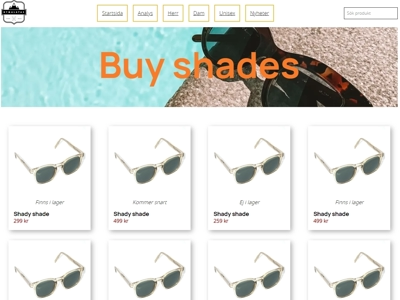 Startsida
Analys
Herr
Dam
Unisex
Nyheter
Sök produkt
Buy shades
Finns i lager
Shady shade
299 kr
Kommer snart
Shady shade
499 kr
Ej i lager
Shady shade
259 kr
Finns i lager
Shady shade
499 kr